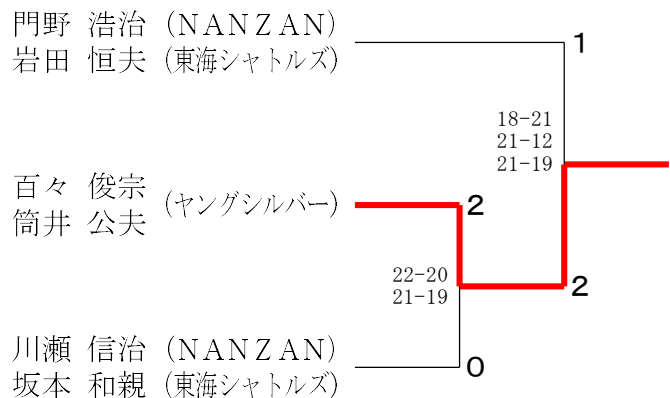 門野 浩治 (ＮＡＮＺＡＮ)
岩田 恒夫 (東海シャトルズ)
1
18-21
21-12
21-19
百々 俊宗
筒井 公夫
(ヤングシルバー)
2
22-20
21-19
2
川瀬 信治 (ＮＡＮＺＡＮ)
坂本 和親 (東海シャトルズ)
0